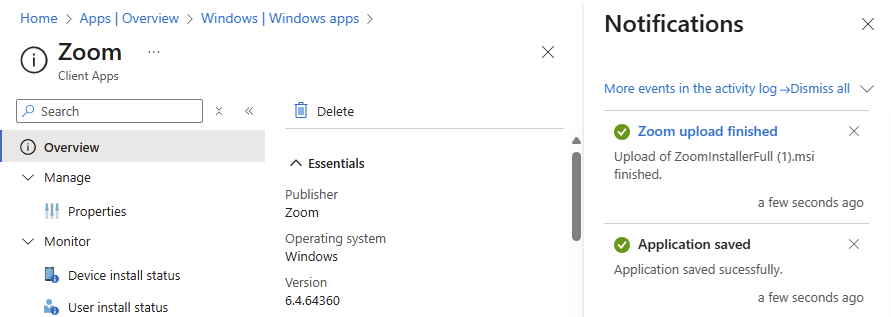 Home > Apps | Overview > Windows | Windows apps >
Zoom ...
Client Apps
Search
Overview
Manage
Properties
Monitor
Device install status
User install status
Delete
Essentials
Publisher
Zoom
Operating system
Windows
Version
6.4.64360
Notifications
More events in the activity log →Dismiss all
Zoom upload finished
Upload of ZoomInstallerFull (1).msi
finished.
a few seconds ago
Application saved
Application saved sucessfully.
a few seconds ago